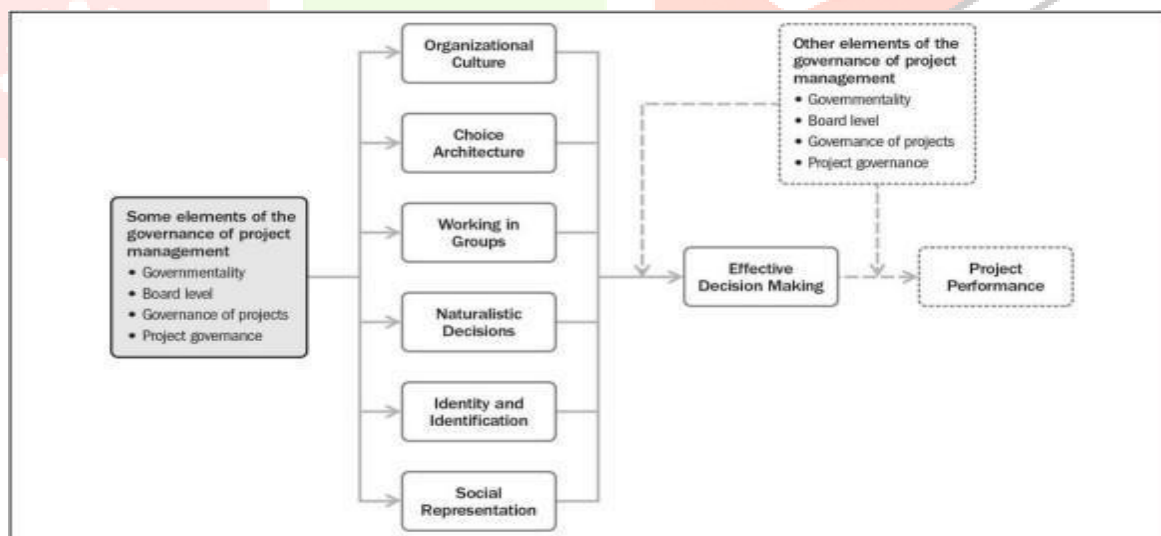 Organizational
Culture
Choice
Architecture
Working in
Groups
Naturalistic
Decisions
Identity and
Identification
Social
Representation
Some elements of the
governance of project
management
• Governmentality
• Board level
• Governance of projects
• Project governance
Other elements of the
governance of project
management
• Governmentality
• Board level
• Governance of projects
• Project governance
Effective
Decision Making
Project
Performance